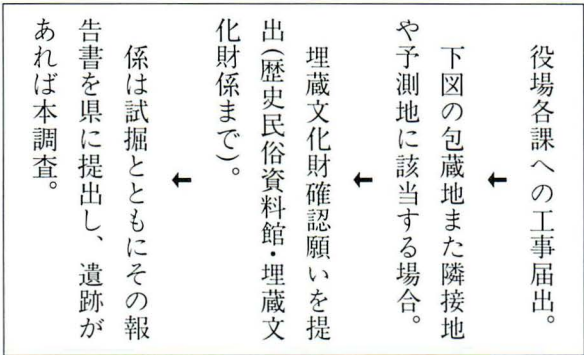 役場各課への工事届出。
←
下図の包蔵地また隣接地
や予測地に該当する場合。
←
埋蔵文化財確認願いを提
出(歴史民俗資料館・埋蔵文
化財係まで)。
←
係は試掘とともにその報
告書を県に提出し、遺跡が
あれば本調査。